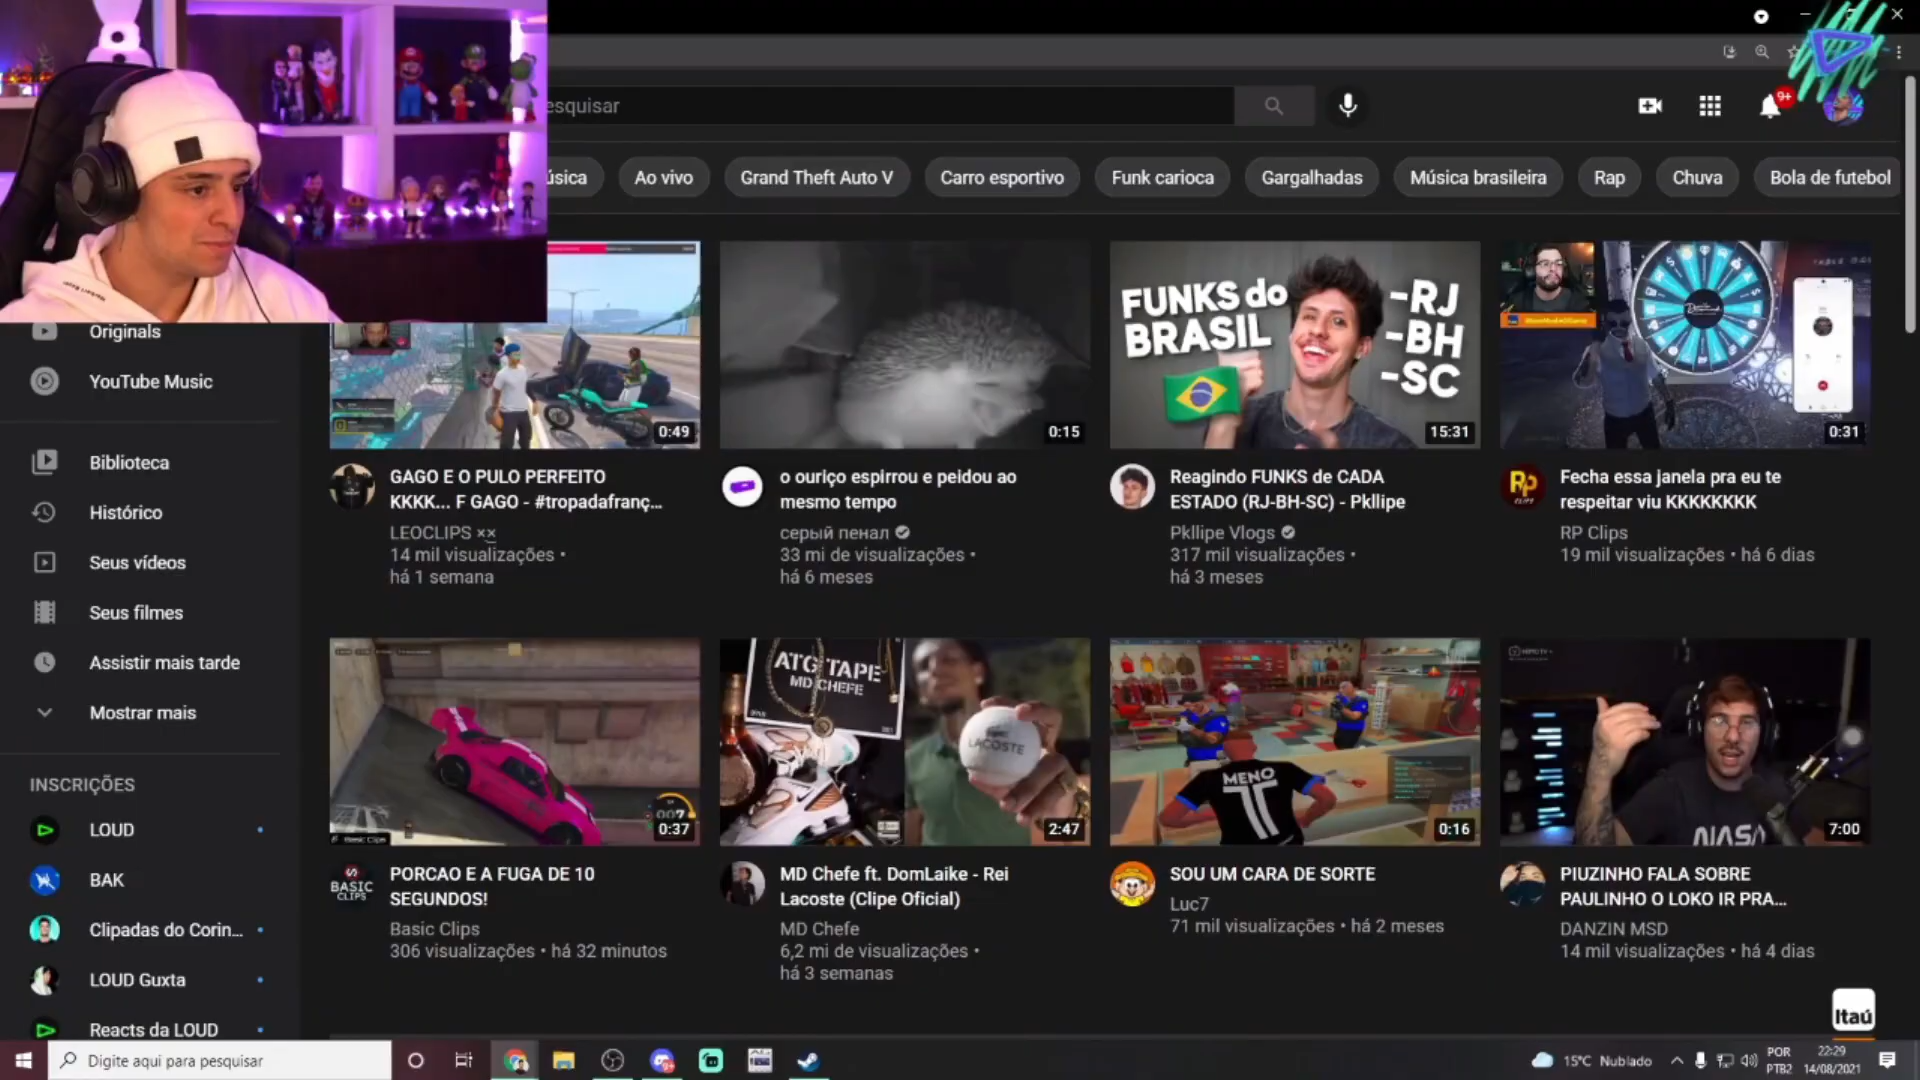 esquisar
9+
úsica
Ao vivo
Grand Theft Auto V
Carro esportivo
Funk carioca
Gargalhadas
Música brasileira
Rap
Chuva
Bola de futebol
Originals
YouTube Music
Biblioteca
Histórico
Seus vídeos
Seus filmes
Assistir mais tarde
Mostrar mais
INSCRIÇÕES
LOUD
BAK
Clipadas do Corin...
LOUD Guxta
Reacts da LOUD
0:49
GAGO E O PULO PERFEITO
KKKK... F GAGO - #tropadafranç...
LEOCLIPS ××
14 mil visualizações •
há 1 semana
0:15
o ouriço espirrou e peidou ao
mesmo tempo
серый пенал
33 mi de visualizações •
há 6 meses
FUNKS do
BRASIL
-RJ
-BH
-SC
15:31
Reagindo FUNKS de CADA
ESTADO (RJ-BH-SC) - Pkllipe
Pkllipe Vlogs
317 mil visualizações •
há 3 meses
0:31
RP
Fecha essa janela pra eu te
respeitar viu KKKKKKKK
RP Clips
19 mil visualizações • há 6 dias
007
Basic Clips
0:37
BASIC
CLIPS
PORCAO E A FUGA DE 10
SEGUNDOS!
Basic Clips
306 visualizações • há 32 minutos
ATG TAPE
MD CHEFE
LACOSTE
2:47
MD Chefe ft. DomLaike - Rei
Lacoste (Clipe Oficial)
MD Chefe
6,2 mi de visualizações •
há 3 semanas
MENO
0:16
SOU UM CARA DE SORTE
Luc7
71 mil visualizações • há 2 meses
NASA
7:00
PIUZINHO FALA SOBRE
PAULINHO O LOKO IR PRA...
DANZIN MSD
14 mil visualizações • há 4 dias
Itaú
Digite aqui para pesquisar
15°C Nublado
POR
PTB2
22:29
14/08/2021